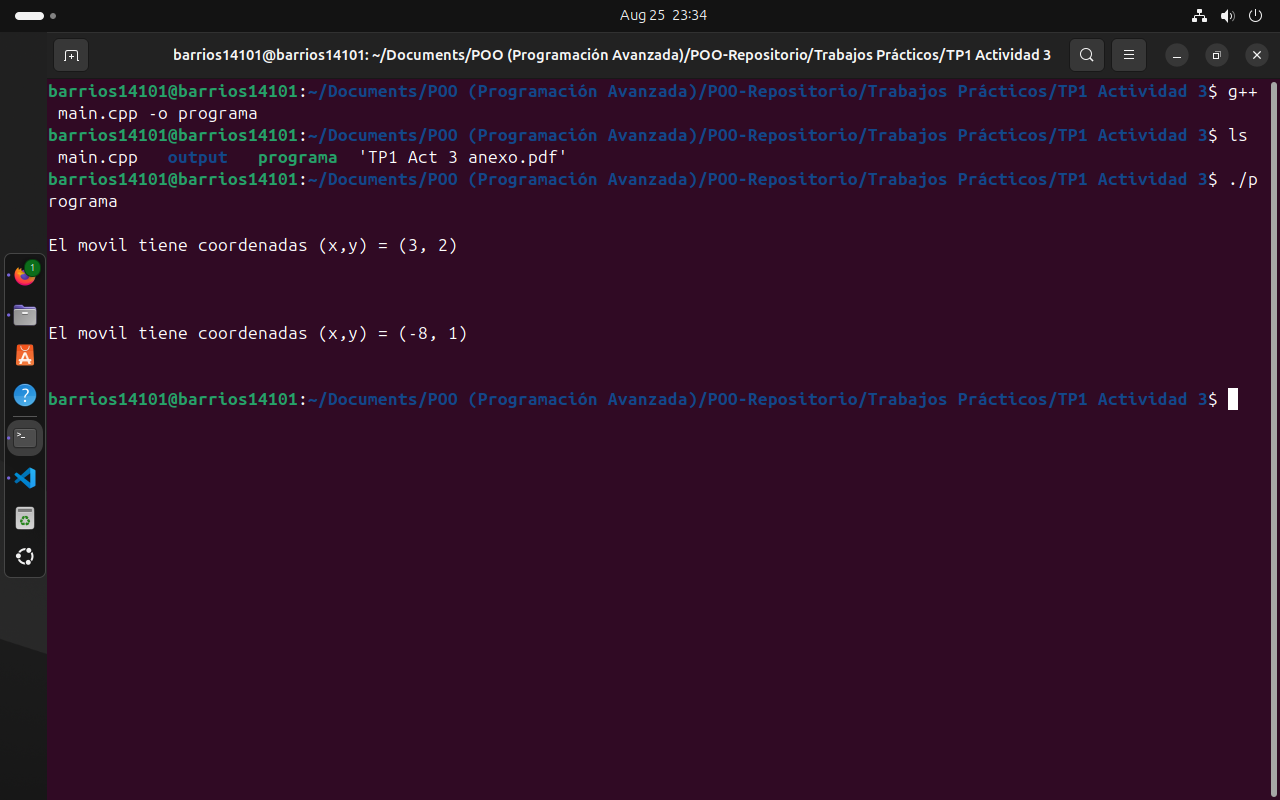 Aug 25 23:34
barrios14101@barrios14101: ~/Documents/POO (Programación Avanzada)/POO-Repositorio/Trabajos Prácticos/TP1 Actividad 3
barrios14101@barrios14101:~/Documents/POO (Programación Avanzada)/POO-Repositorio/Trabajos Prácticos/TP1 Actividad 3$ g++
main.cpp -o programa
barrios14101@barrios14101:~/Documents/POO (Programación Avanzada)/POO-Repositorio/Trabajos Prácticos/TP1 Actividad 3$ ls
main.cpp output programa 'TP1 Act 3 anexo.pdf'
barrios14101@barrios14101:~/Documents/POO (Programación Avanzada)/POO-Repositorio/Trabajos Prácticos/TP1 Actividad 3$ ./p
rograma
El movil tiene coordenadas (x,y) = (3, 2)
El movil tiene coordenadas (x,y) = (-8, 1)
barrios14101@barrios14101:~/Documents/POO (Programación Avanzada)/POO-Repositorio/Trabajos Prácticos/TP1 Actividad 3$
1